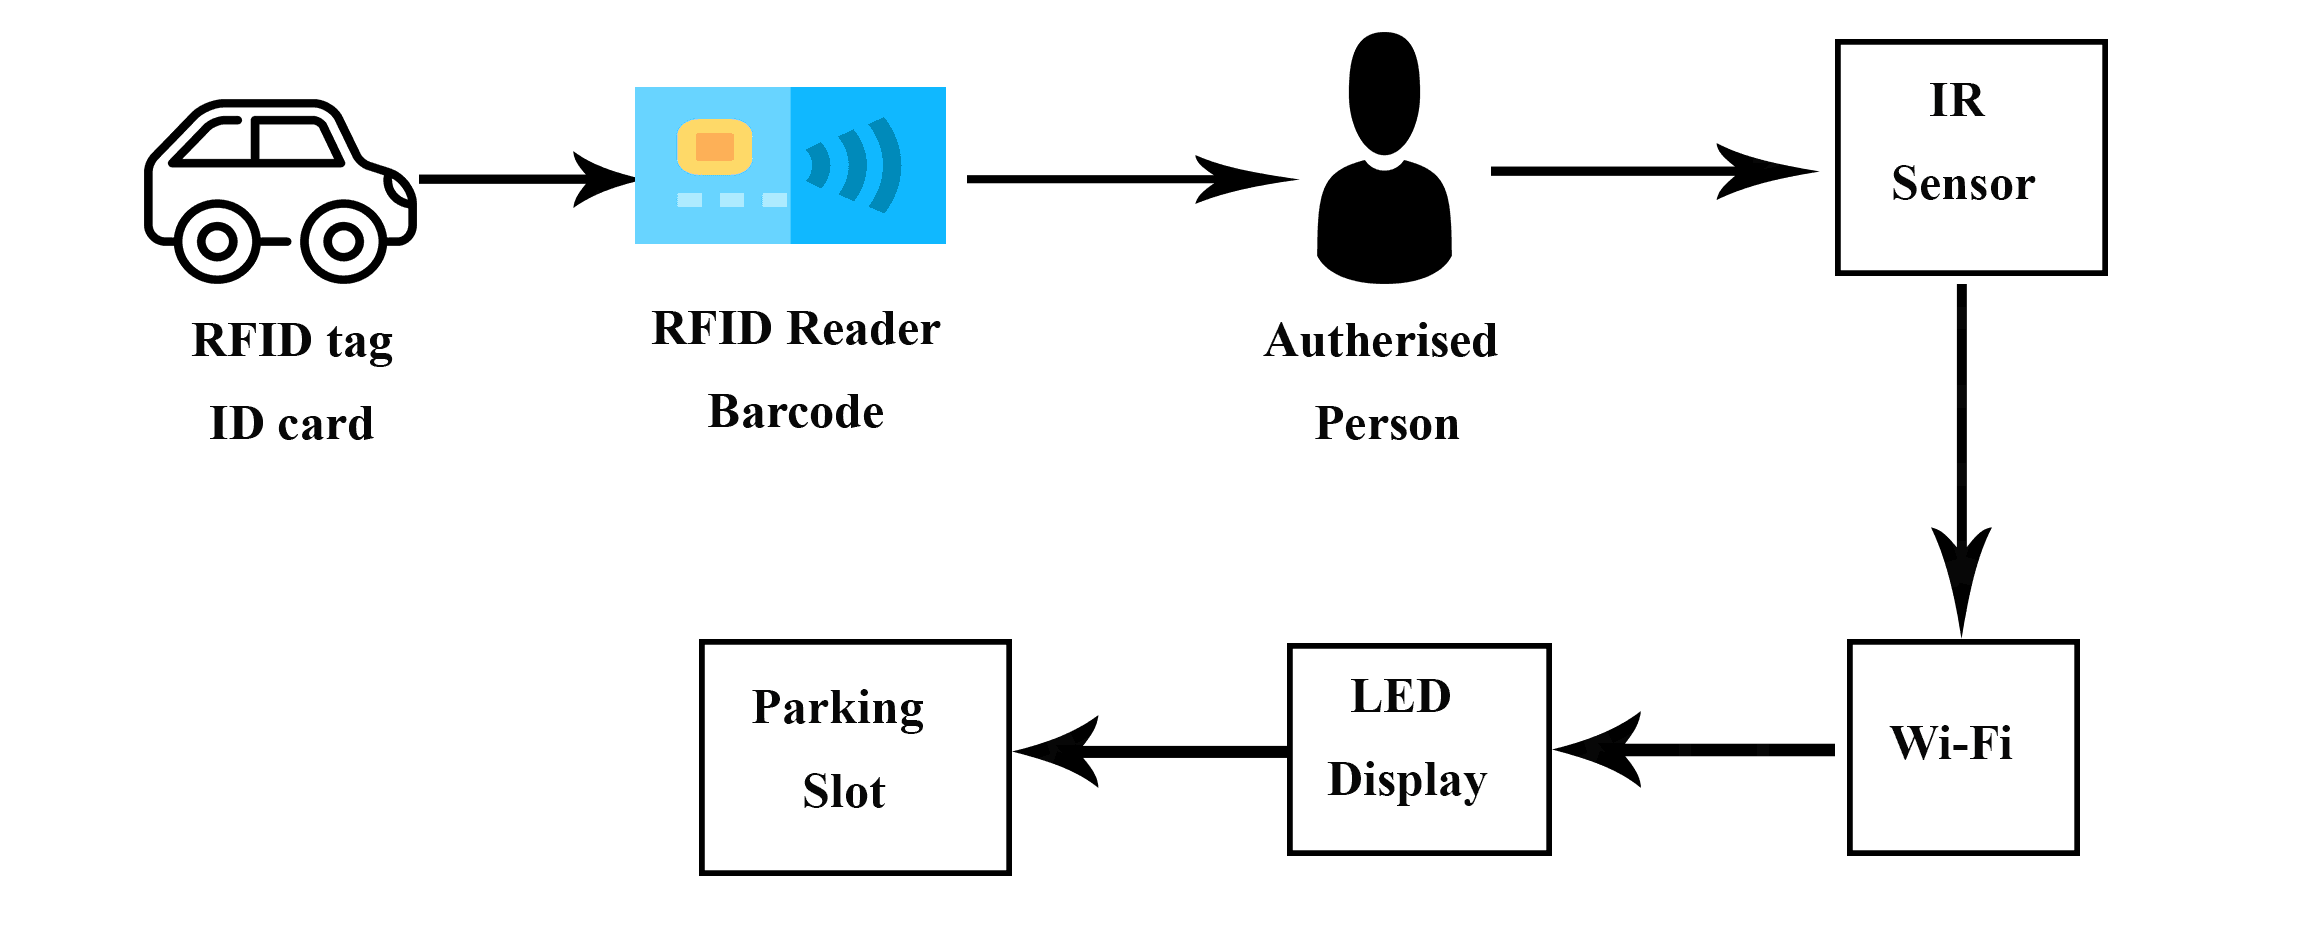 RFID tag
ID card
RFID Reader
Barcode
Autherised
Person
IR
Sensor
Parking
Slot
LED
Display
Wi-Fi